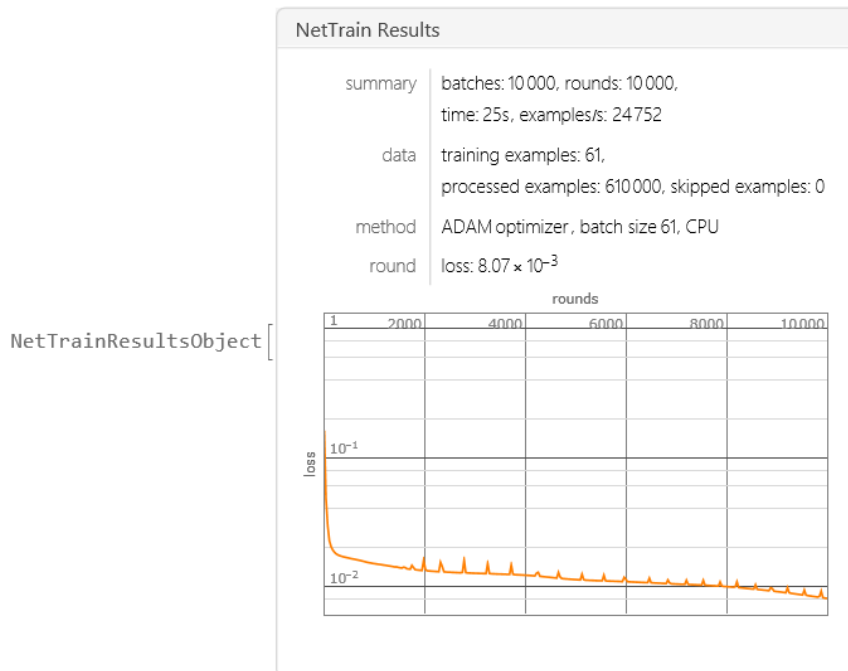 NetTrainResultsObject[
NetTrain Results
summary batches: 10 000, rounds: 10 000,
time: 25s, examples/s: 24 752
data training examples: 61,
processed examples: 610 000, skipped examples: 0
method ADAM optimizer, batch size 61, CPU
round loss: 8.07 × 10⁻³
rounds
1 2000 4000 6000 8000 10 000
10⁻¹
loss
10⁻²